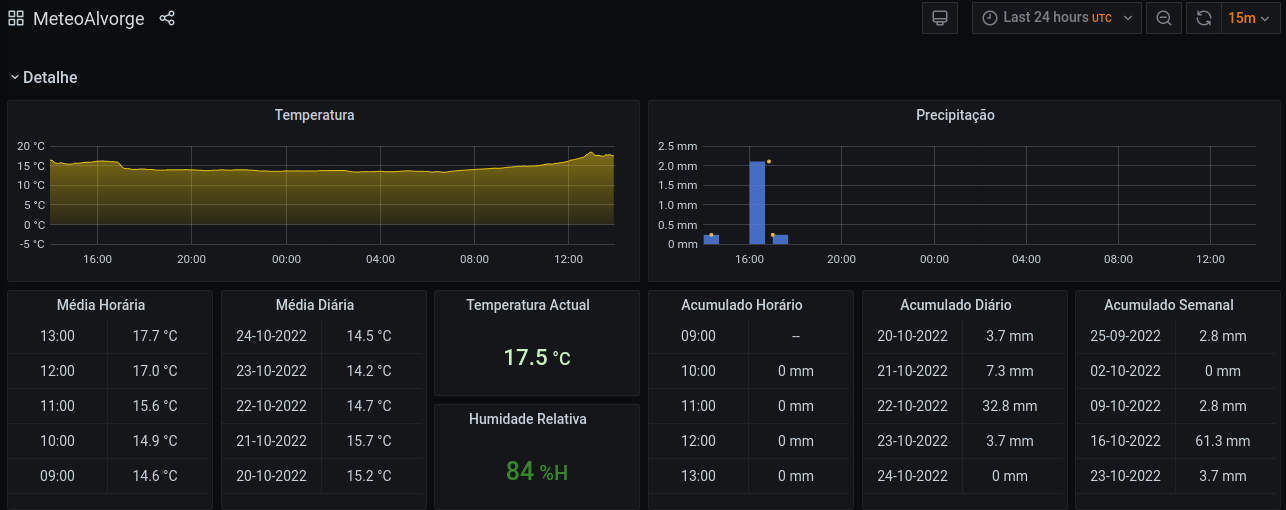 MeteoAlvorge
Last 24 hours UTC
15m
Detalhe
Temperatura
20 °C
15 °C
10 °C
5 °C
0 °C
-5 °C
16:00 20:00 00:00 04:00 08:00 12:00
Precipitação
2.5 mm
2.0 mm
1.5 mm
1.0 mm
0.5 mm
0 mm
16:00 20:00 00:00 04:00 08:00 12:00
Média Horária
13:00 17.7 °C
12:00 17.0 °C
11:00 15.6 °C
10:00 14.9 °C
09:00 14.6 °C
Média Diária
24-10-2022 14.5 °C
23-10-2022 14.2 °C
22-10-2022 14.7 °C
21-10-2022 15.7 °C
20-10-2022 15.2 °C
Temperatura Actual
17.5 °C
Humidade Relativa
84 %H
Acumulado Horário
09:00 --
10:00 0 mm
11:00 0 mm
12:00 0 mm
13:00 0 mm
Acumulado Diário
20-10-2022 3.7 mm
21-10-2022 7.3 mm
22-10-2022 32.8 mm
23-10-2022 3.7 mm
24-10-2022 0 mm
Acumulado Semanal
25-09-2022 2.8 mm
02-10-2022 0 mm
09-10-2022 2.8 mm
16-10-2022 61.3 mm
23-10-2022 3.7 mm